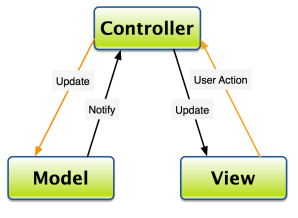 Controller
Update
User Action
Notify
Update
Model
View